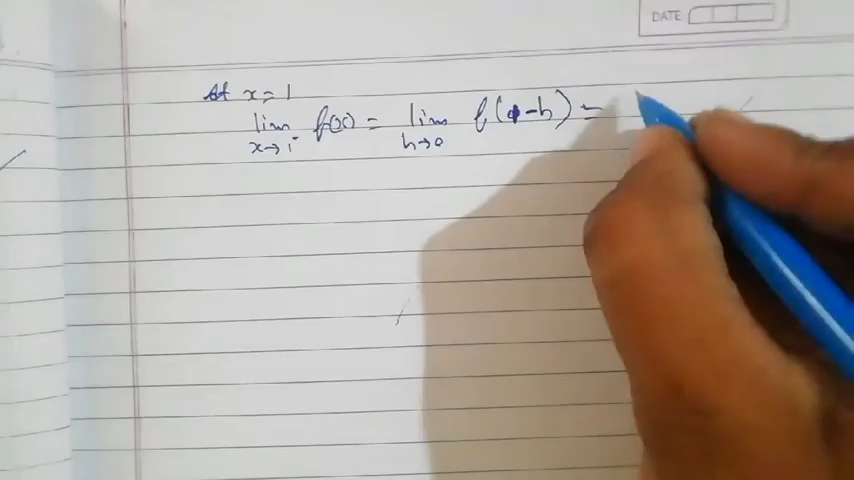 DATE
At x=1
lim f(x) = lim f(1-h) =
x→1⁻ h→0